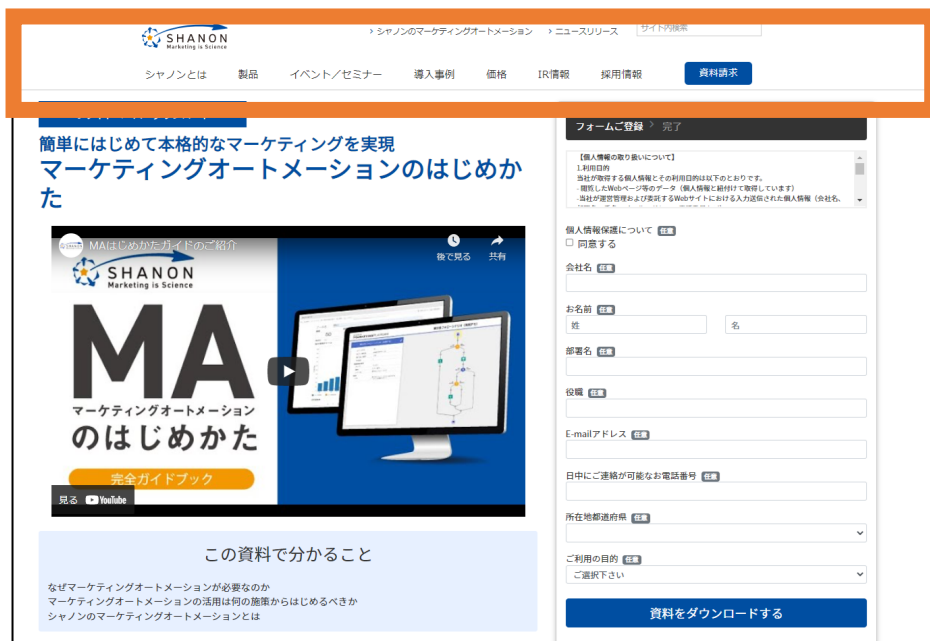 SHANON
Marketing is Science
› シャノンのマーケティングオートメーション › ニュースリリース サイト内検索
シャノンとは 製品 イベント／セミナー 導入事例 価格 IR情報 採用情報 資料請求
簡単にはじめて本格的なマーケティングを実現
マーケティングオートメーションのはじめか
た
MAはじめかたガイドのご紹介
後で見る 共有
SHANON
Marketing is Science
MA
マーケティングオートメーション
のはじめかた
完全ガイドブック
見る YouTube
この資料で分かること
なぜマーケティングオートメーションが必要なのか
マーケティングオートメーションの活用は何の施策からはじめるべきか
シャノンのマーケティングオートメーションとは
フォームご登録 › 完了
【個人情報の取り扱いについて】
1.利用目的
当社が取得する個人情報とその利用目的は以下のとおりです。
- 閲覧したWebページ等のデータ（個人情報と紐付けて取得しています）
-当社が運営管理および委託するWebサイトにおける入力送信された個人情報（会社名、
個人情報保護について 任意
同意する
会社名 任意
お名前 任意
姓 名
部署名 任意
役職 任意
E-mailアドレス 任意
日中にご連絡が可能なお電話番号 任意
所在地都道府県 任意
ご利用の目的 任意
ご選択下さい
資料をダウンロードする